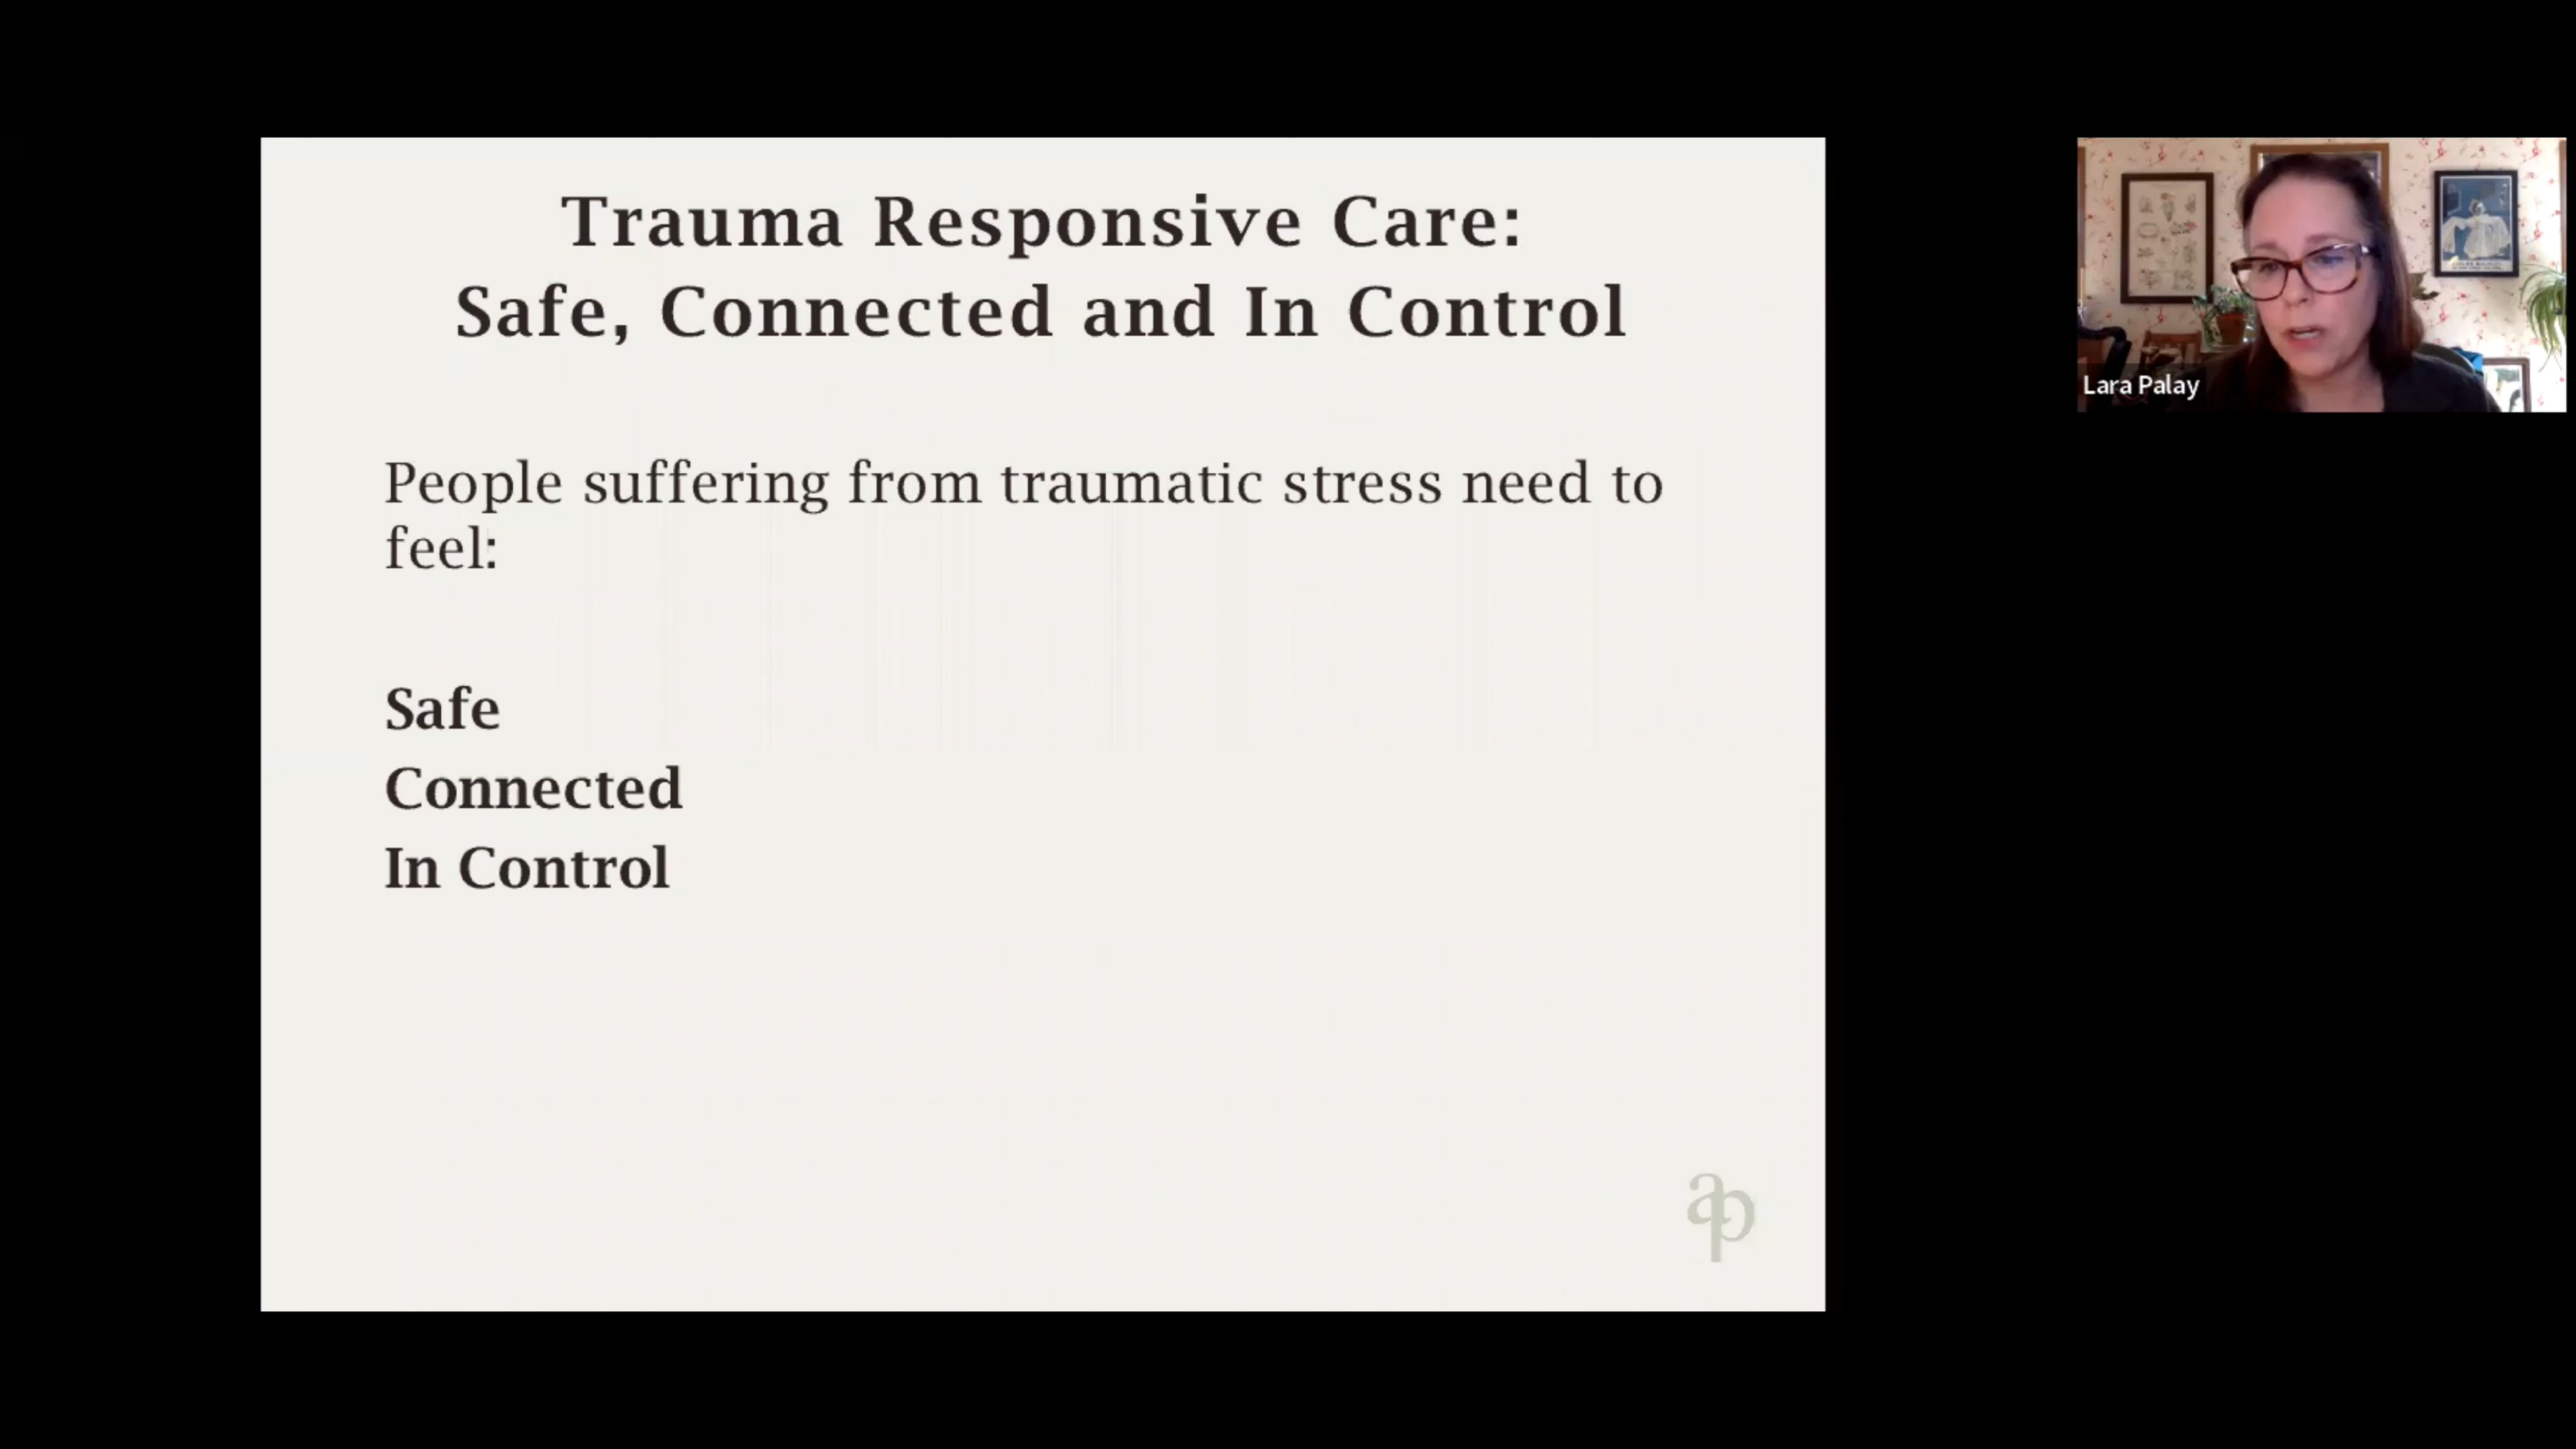 Trauma Responsive Care:
Safe, Connected and In Control
People suffering from traumatic stress need to
feel:
Safe
Connected
In Control
ap
Lara Palay